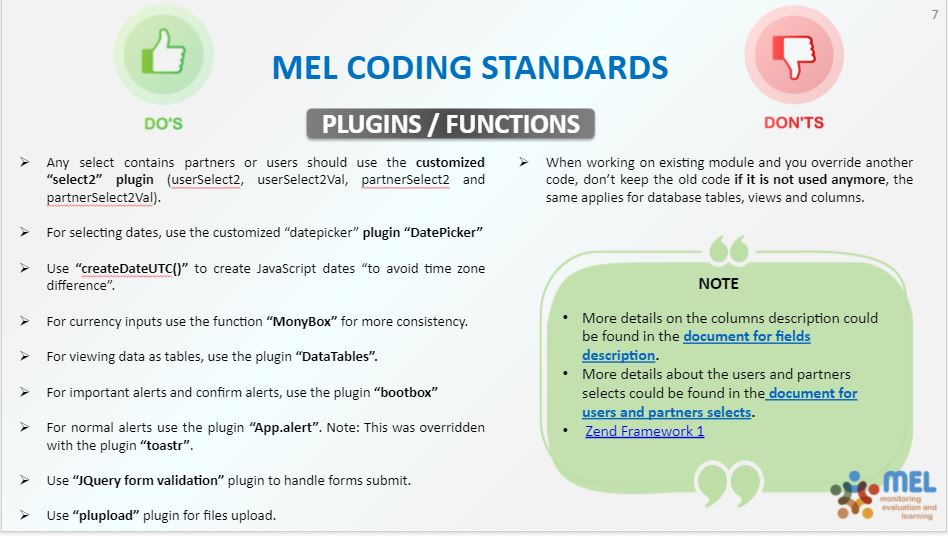 7
MEL CODING STANDARDS
PLUGINS / FUNCTIONS
DO'S
DON'TS
➢ Any select contains partners or users should use the customized
“select2” plugin (userSelect2, userSelect2Val, partnerSelect2 and
partnerSelect2Val).
➢ For selecting dates, use the customized “datepicker” plugin “DatePicker”
➢ Use “createDateUTC()” to create JavaScript dates “to avoid time zone
difference”.
➢ For currency inputs use the function “MonyBox” for more consistency.
➢ For viewing data as tables, use the plugin “DataTables”.
➢ For important alerts and confirm alerts, use the plugin “bootbox”
➢ For normal alerts use the plugin “App.alert”. Note: This was overridden
with the plugin “toastr”.
➢ Use “JQuery form validation” plugin to handle forms submit.
➢ Use “plupload” plugin for files upload.
➢ When working on existing module and you override another
code, don’t keep the old code if it is not used anymore, the
same applies for database tables, views and columns.
NOTE
• More details on the columns description could
be found in the document for fields
description.
• More details about the users and partners
selects could be found in the document for
users and partners selects.
• Zend Framework 1
MEL
monitoring
evaluation and
learning